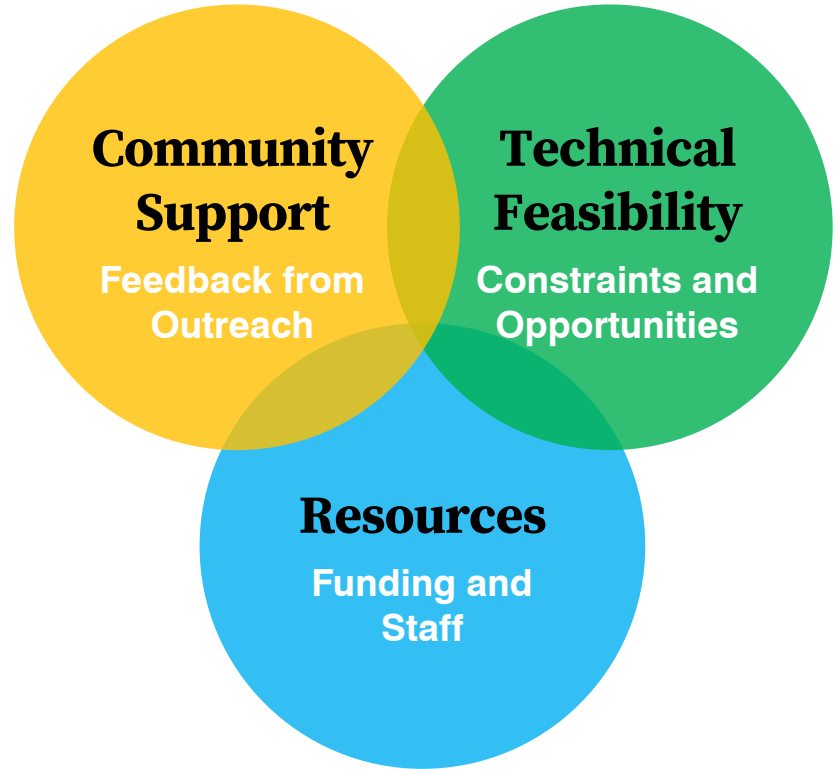 Community
Support
Feedback from
Outreach
Technical
Feasibility
Constraints and
Opportunities
Resources
Funding and
Staff